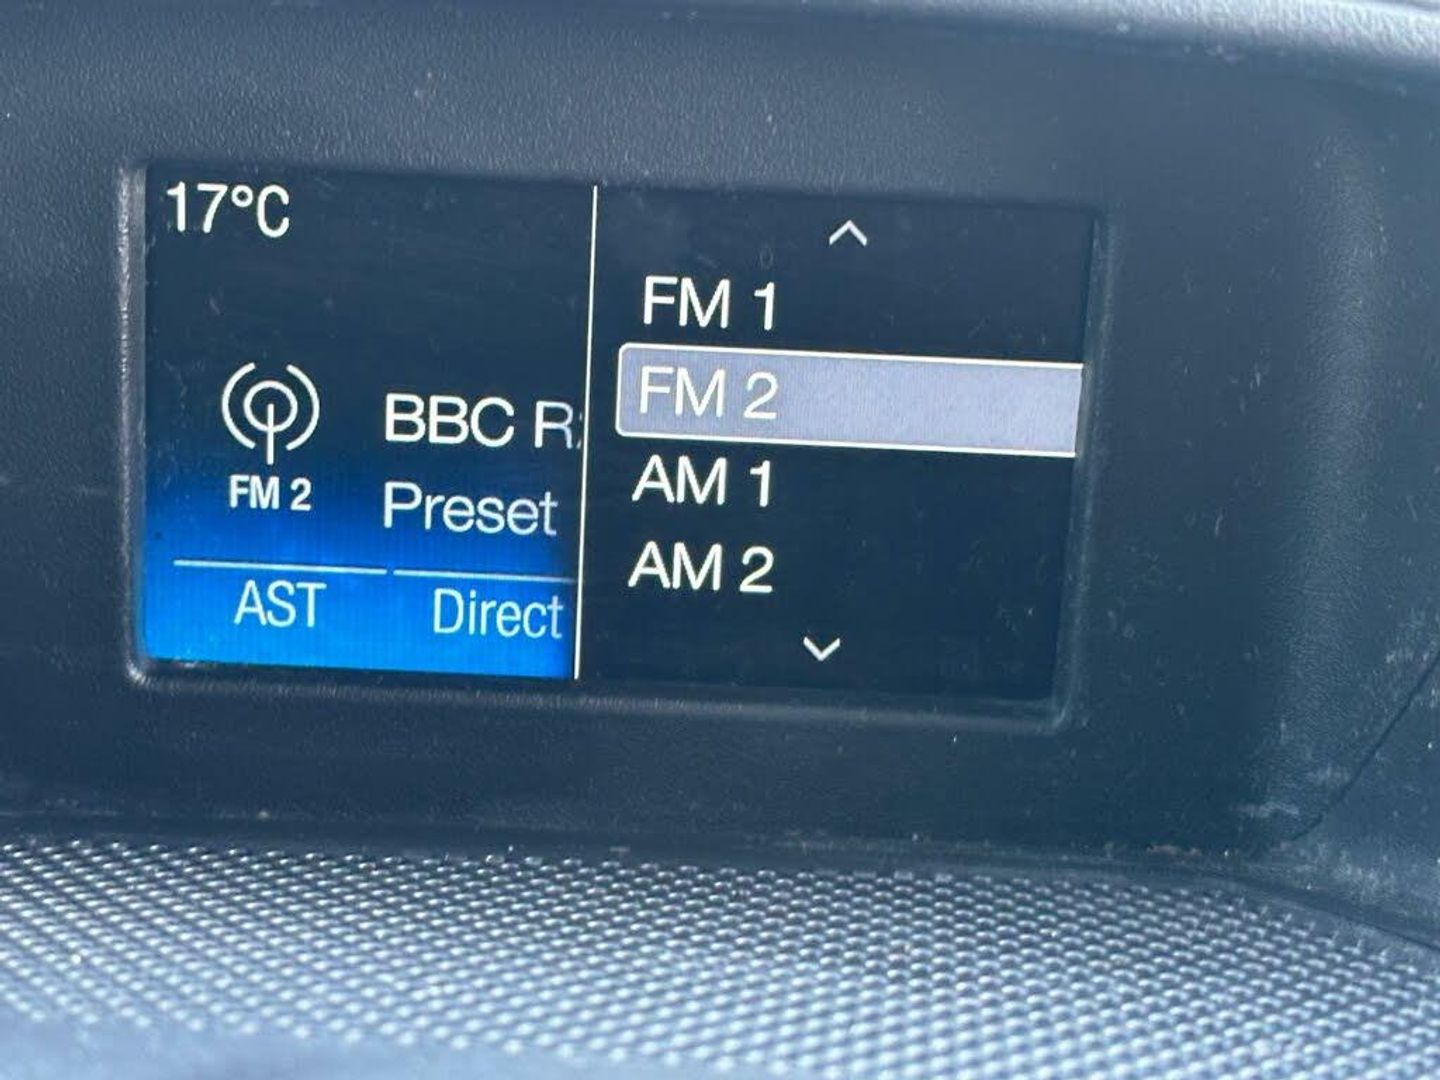 17°C
FM 1
FM 2
AM 1
AM 2
BBC
FM 2
Preset
AST
Direct